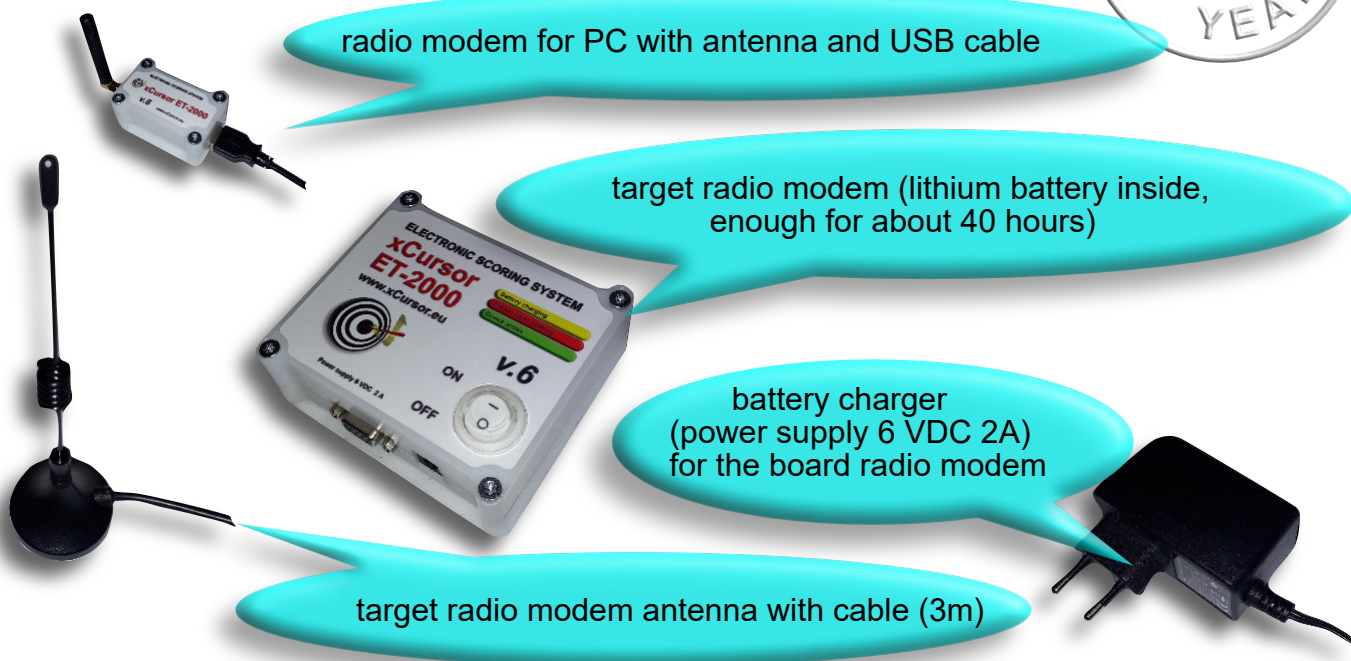 YEAR
radio modem for PC with antenna and USB cable
xCursor ET-2000
v.6
target radio modem (lithium battery inside,
enough for about 40 hours)
ELECTRONIC SCORING SYSTEM
xCursor
ET-2000
www.xCursor.eu
Battery charging
v.6
Power supply 6 VDC 2A
ON
OFF
battery charger
(power supply 6 VDC 2A)
for the board radio modem
target radio modem antenna with cable (3m)